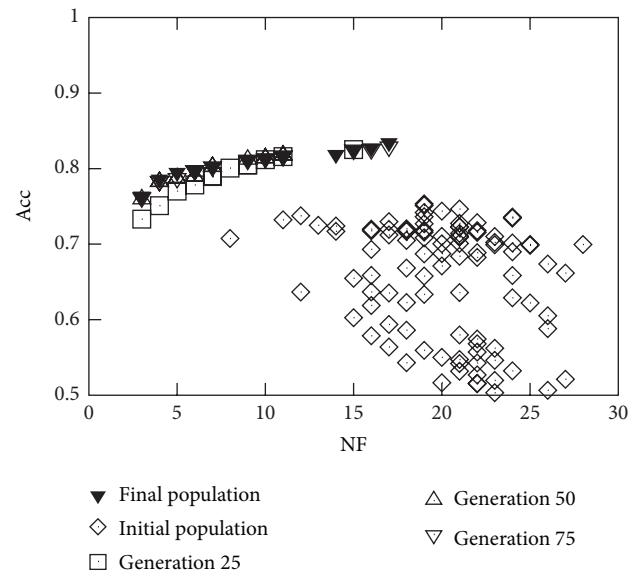 1
0.9
0.8
Acc
0.7
0.6
0.5
0 5 10 15 20 25 30
NF
Final population
Initial population
Generation 25
Generation 50
Generation 75